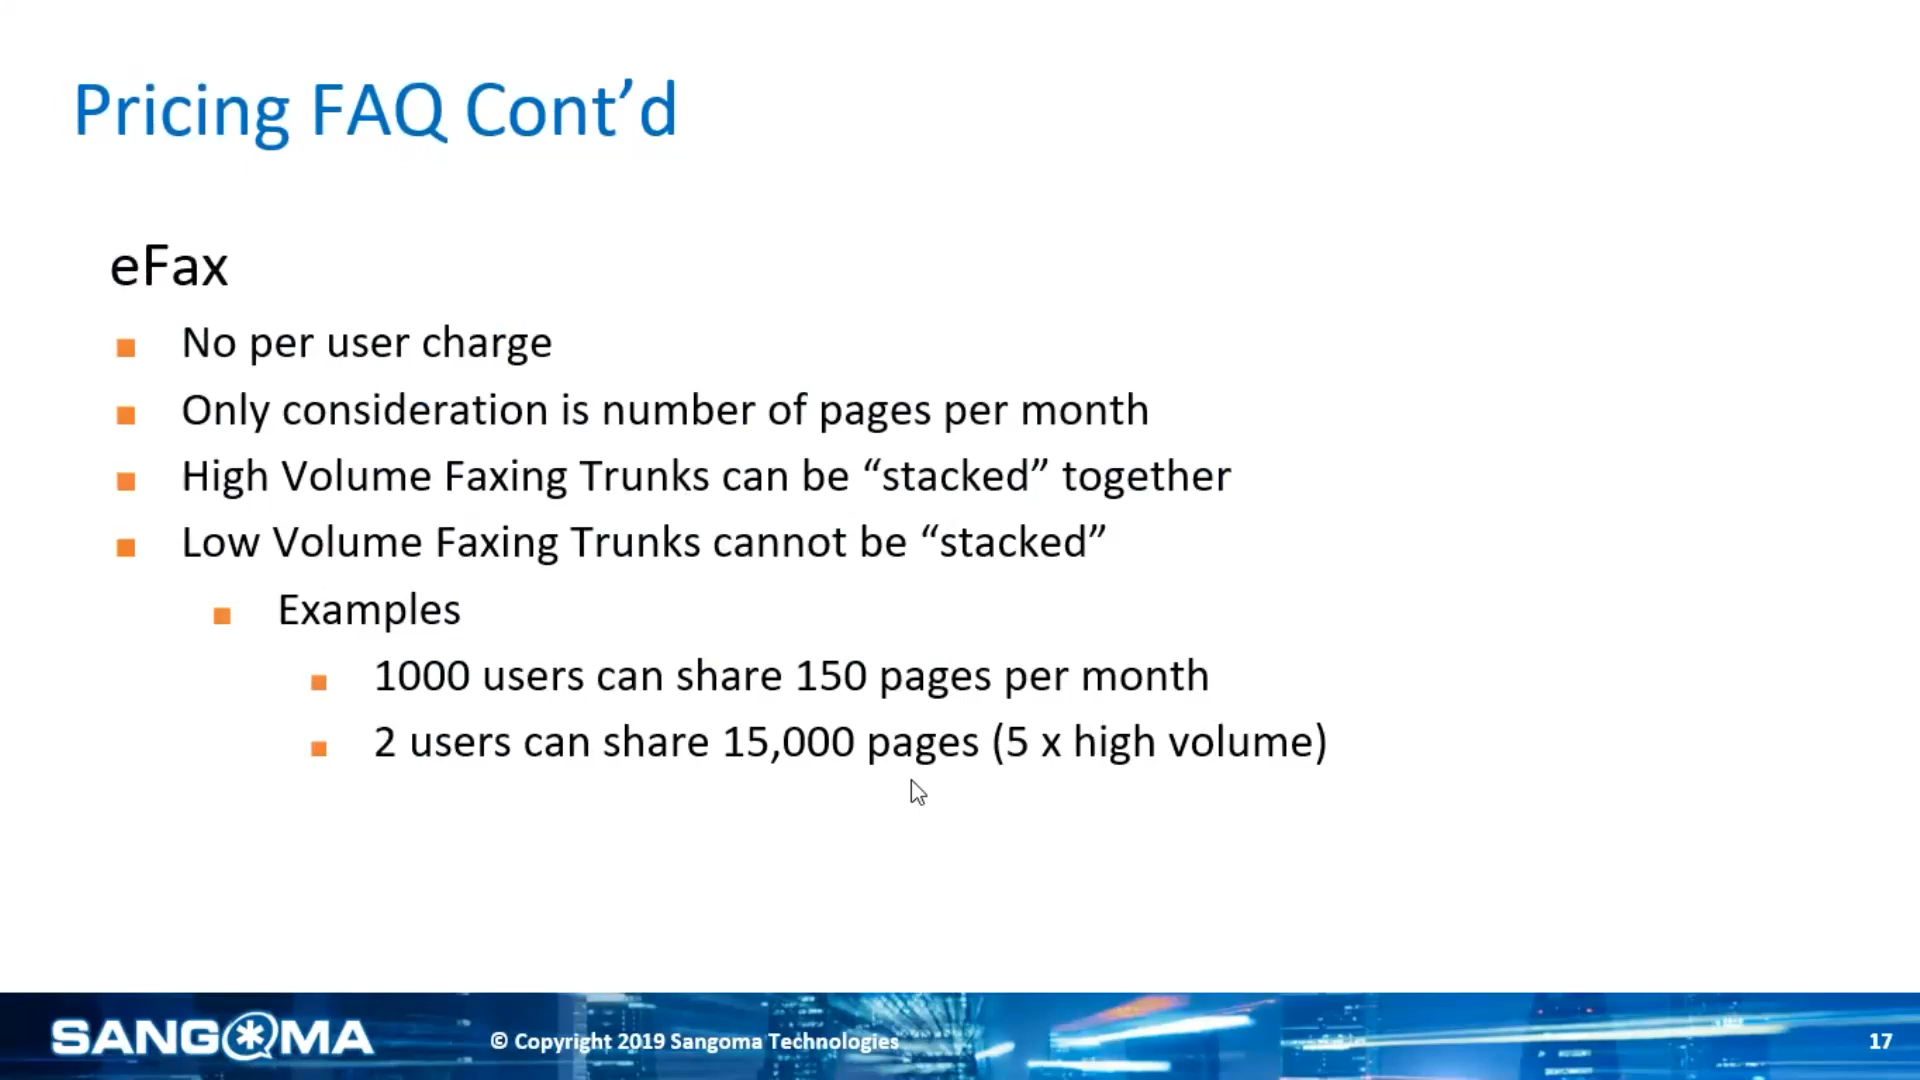 Pricing FAQ Cont’d
eFax
No per user charge
Only consideration is number of pages per month
High Volume Faxing Trunks can be “stacked” together
Low Volume Faxing Trunks cannot be “stacked”
Examples
1000 users can share 150 pages per month
2 users can share 15,000 pages (5 x high volume)
SANGOMA
© Copyright 2019 Sangoma Technologies
17